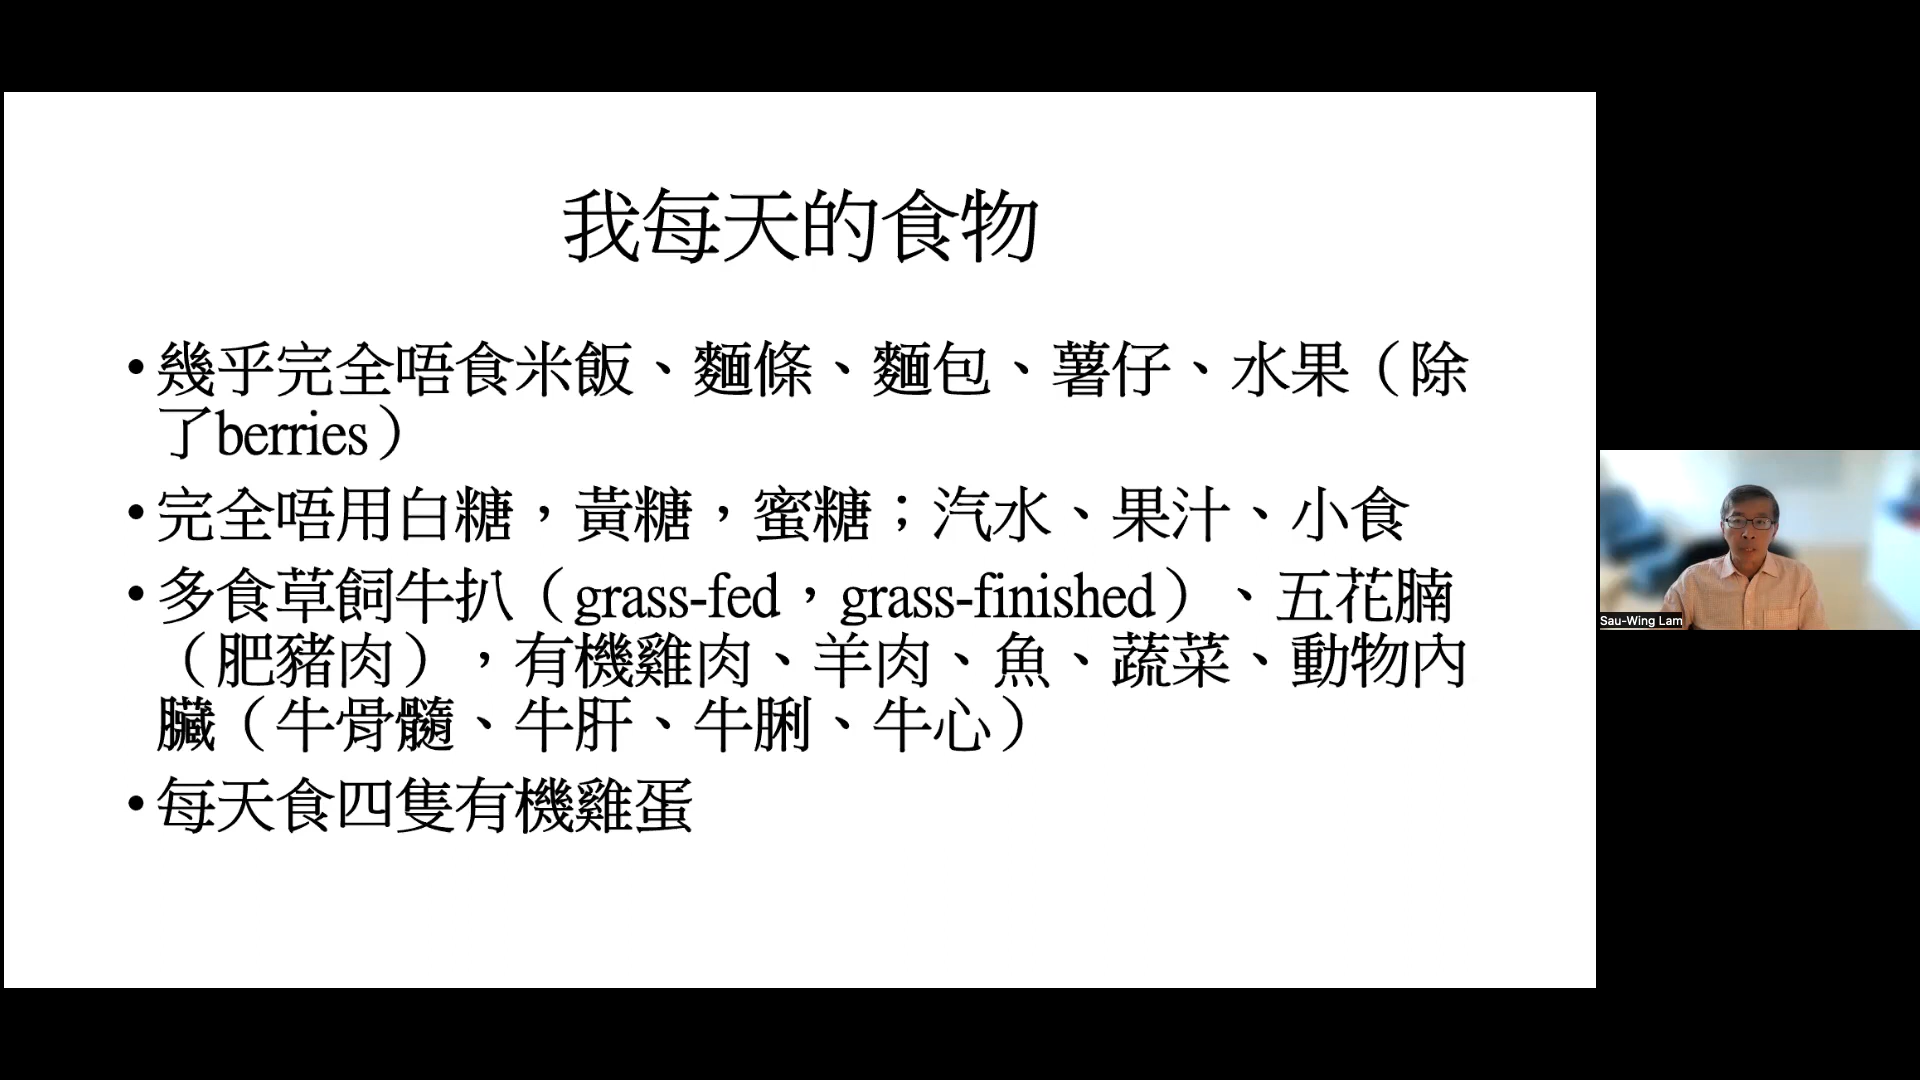 我每天的食物
•幾乎完全唔食米飯、麵條、麵包、薯仔、水果（除
了berries）
•完全唔用白糖，黃糖，蜜糖；汽水、果汁、小食
•多食草飼牛扒（grass-fed，grass-finished）、五花腩
（肥豬肉），有機雞肉、羊肉、魚、蔬菜、動物內
臟（牛骨髓、牛肝、牛脷、牛心）
•每天食四隻有機雞蛋
Sau-Wing Lam